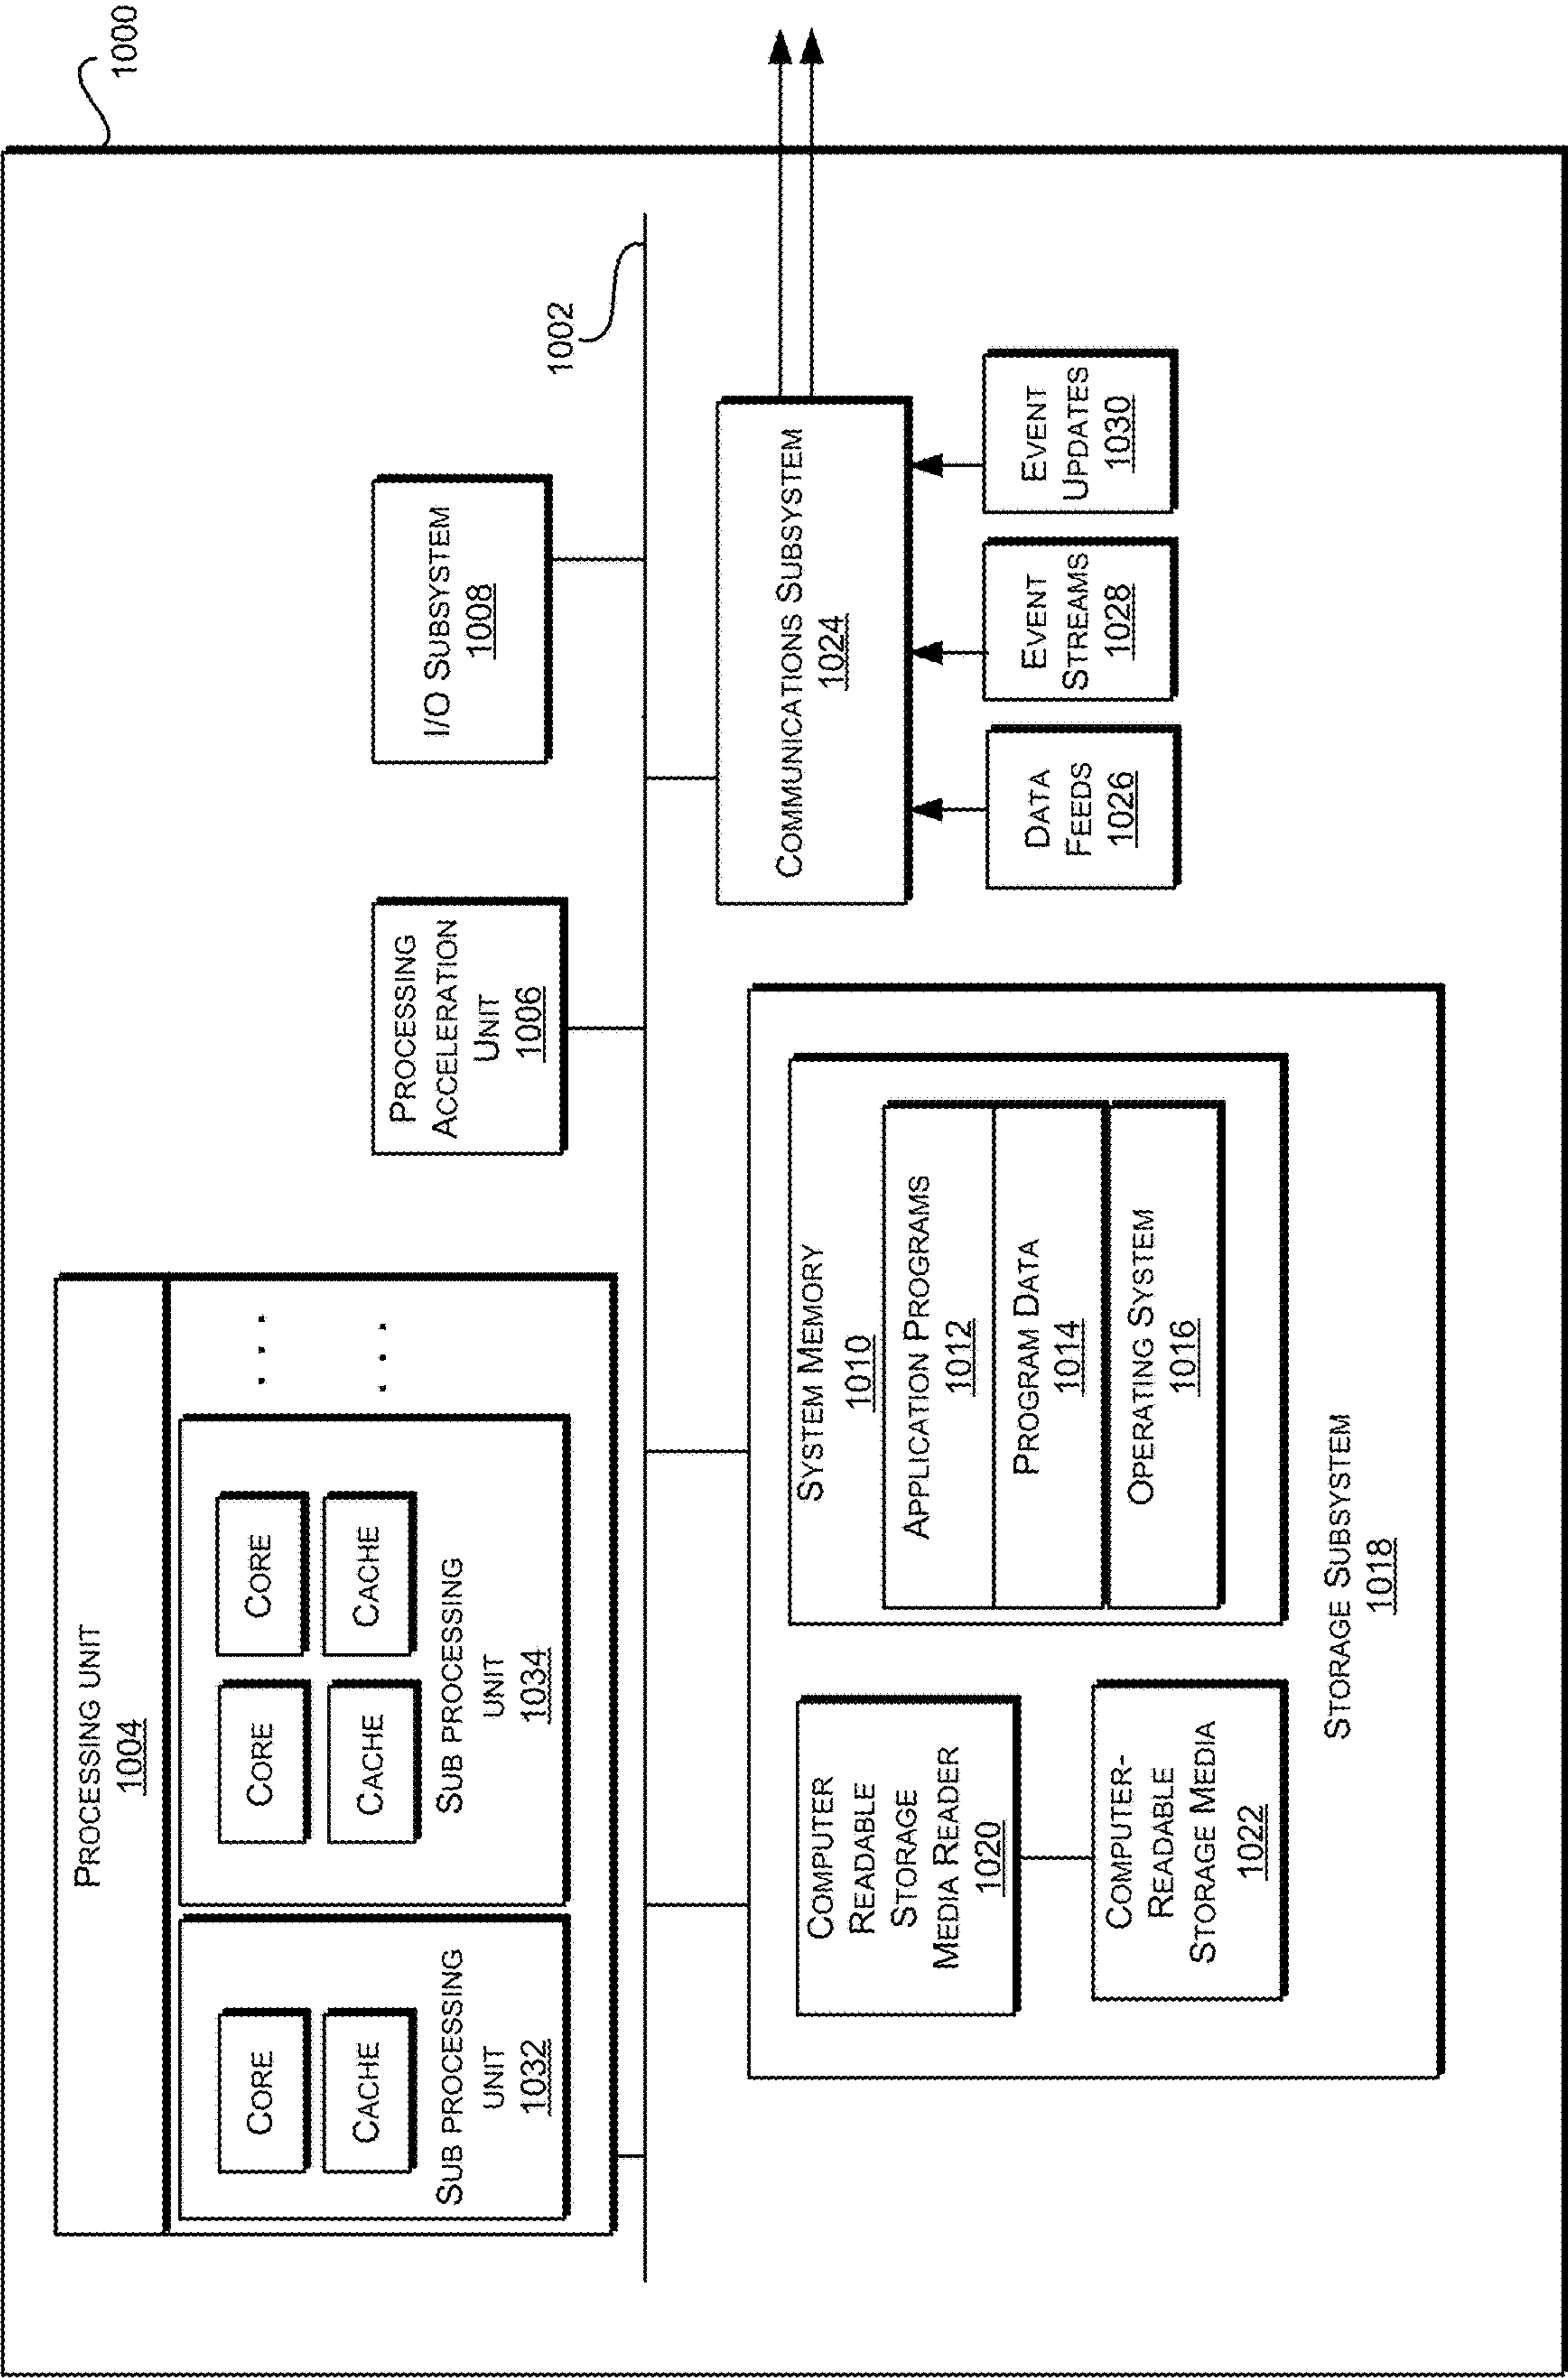 1000
PROCESSING UNIT
1004
CORE
CACHE
SUB PROCESSING
UNIT
1032
CORE
CORE
CACHE
CACHE
SUB PROCESSING
UNIT
1034
. . .
. . .
PROCESSING
ACCELERATION
UNIT
1006
I/O SUBSYSTEM
1008
1002
COMPUTER
READABLE
STORAGE
MEDIA READER
1020
COMPUTER-
READABLE
STORAGE MEDIA
1022
SYSTEM MEMORY
1010
APPLICATION PROGRAMS
1012
PROGRAM DATA
1014
OPERATING SYSTEM
1016
STORAGE SUBSYSTEM
1018
COMMUNICATIONS SUBSYSTEM
1024
DATA
FEEDS
1026
EVENT
STREAMS
1028
EVENT
UPDATES
1030